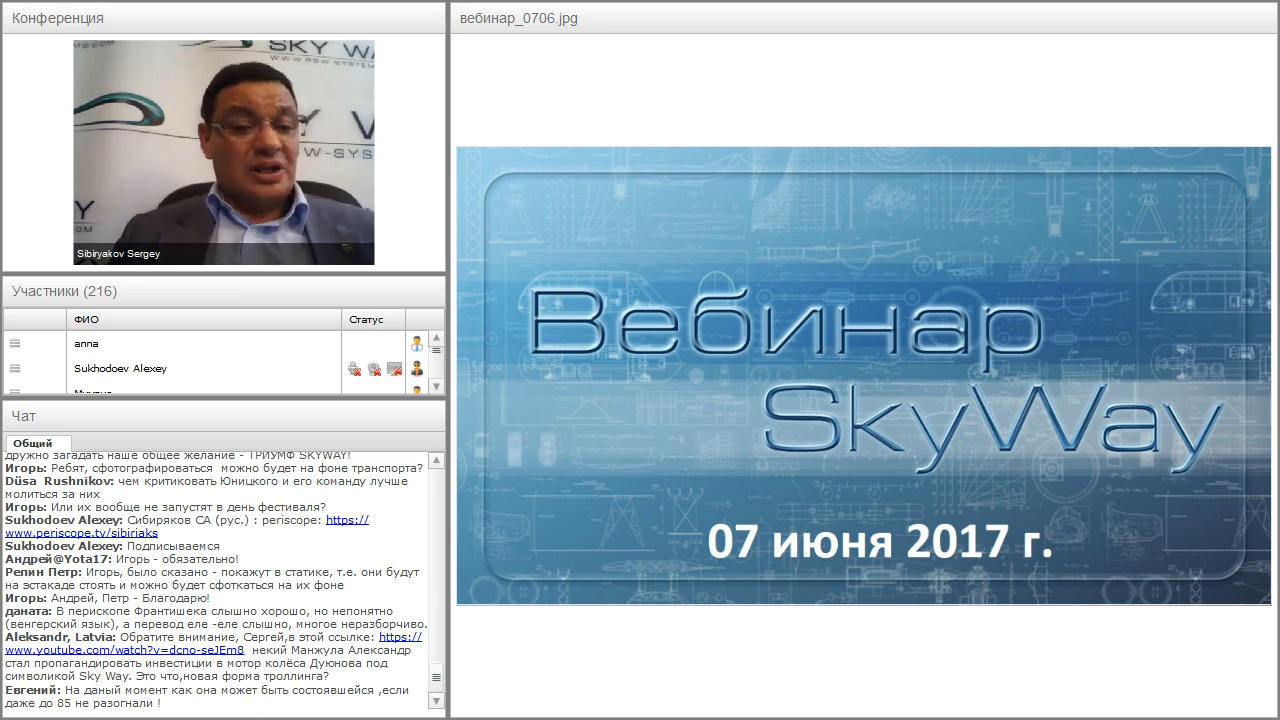 Конференция
SKY WA
SKY W
W-SYS
Sibiryakov Sergey
Участники (216)
ФИО
Статус
anna
Sukhodoev Alexey
Чат
Общий
дружно загадать наше общее желание - ТРИУМФ SKYWAY!
Игорь: Ребят, сфотографироваться можно будет на фоне транспорта?
Düsa Rushnikov: чем критиковать Юницкого и его команду лучше
молиться за них
Игорь: Или их вообще не запустят в день фестиваля?
Sukhodoev Alexey: Сибиряков СА (рус.) : periscope: https://
www.periscope.tv/sibiriaks
Sukhodoev Alexey: Подписываемся
Андрей@Yota17: Игорь - обязательно!
Репин Петр: Игорь, было сказано - покажут в статике, т.е. они будут
на эстакаде стоять и можно будет сфоткаться на их фоне
Игорь: Андрей, Петр - Благодарю!
даната: В перископе Франтишека слышно хорошо, но непонятно
(венгерский язык), а перевод еле -еле слышно, многое неразборчиво.
Aleksandr, Latvia: Обратите внимание, Сергей,в этой ссылке: https://
www.youtube.com/watch?v=dcno-seJEm8 некий Манжула Александр
стал пропагандировать инвестиции в мотор колёса Дуюнова под
символикой Sky Way. Это что,новая форма троллинга?
Евгений: На даный момент как она может быть состоявшейся ,если
даже до 85 не разогнали !
вебинар_0706.jpg
Вебинар
SkyWay
07 июня 2017 г.